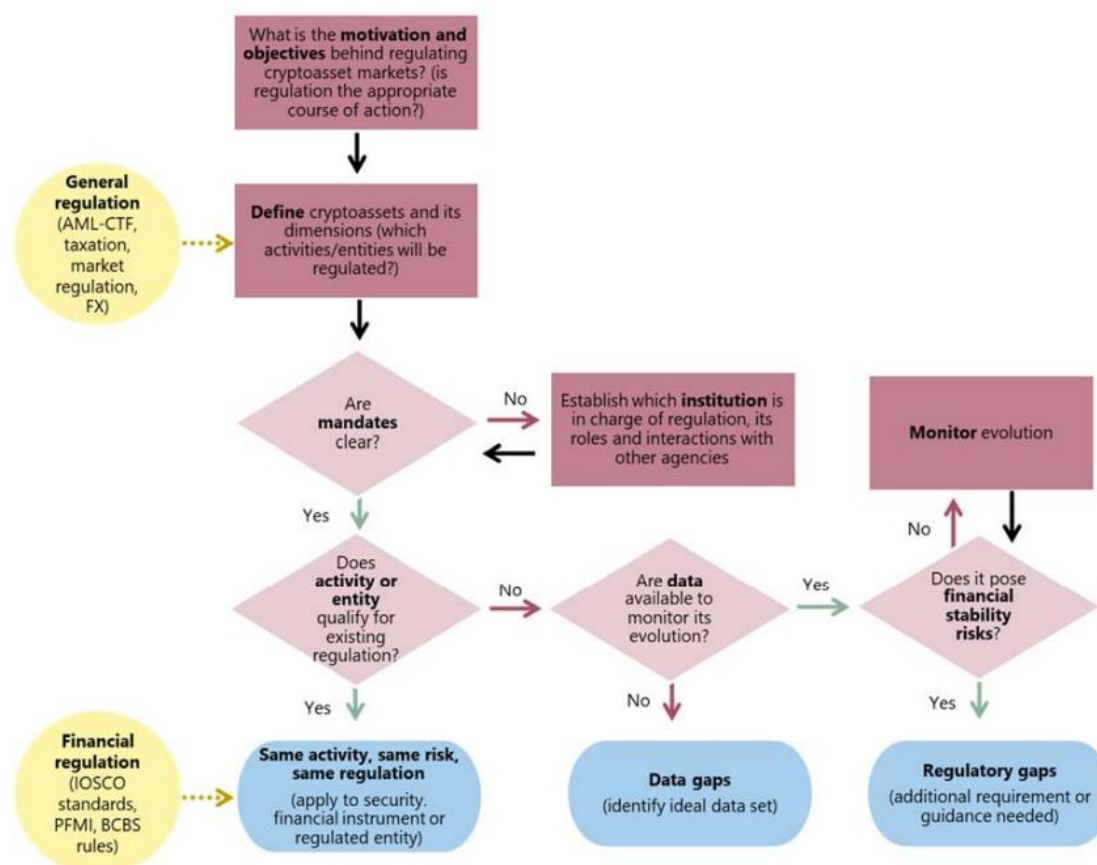 What is the motivation and
objectives behind regulating
cryptoasset markets? (is
regulation the appropriate
course of action?)
General
regulation
(AML-CTF,
taxation,
market
regulation,
FX)
Define cryptoassets and its
dimensions (which
activities/entities will be
regulated?)
Are
mandates
clear?
No
Establish which institution is
in charge of regulation, its
roles and interactions with
other agencies
Monitor evolution
Yes
No
Does
activity or
entity
qualify for
existing
regulation?
No
Are data
available to
monitor its
evolution?
Yes
Does it pose
financial
stability
risks?
Yes
No
Yes
Financial
regulation
(IOSCO
standards,
PFMI, BCBS
rules)
Same activity, same risk,
same regulation
(apply to security.
financial instrument or
regulated entity)
Data gaps
(identify ideal data set)
Regulatory gaps
(additional requirement or
guidance needed)